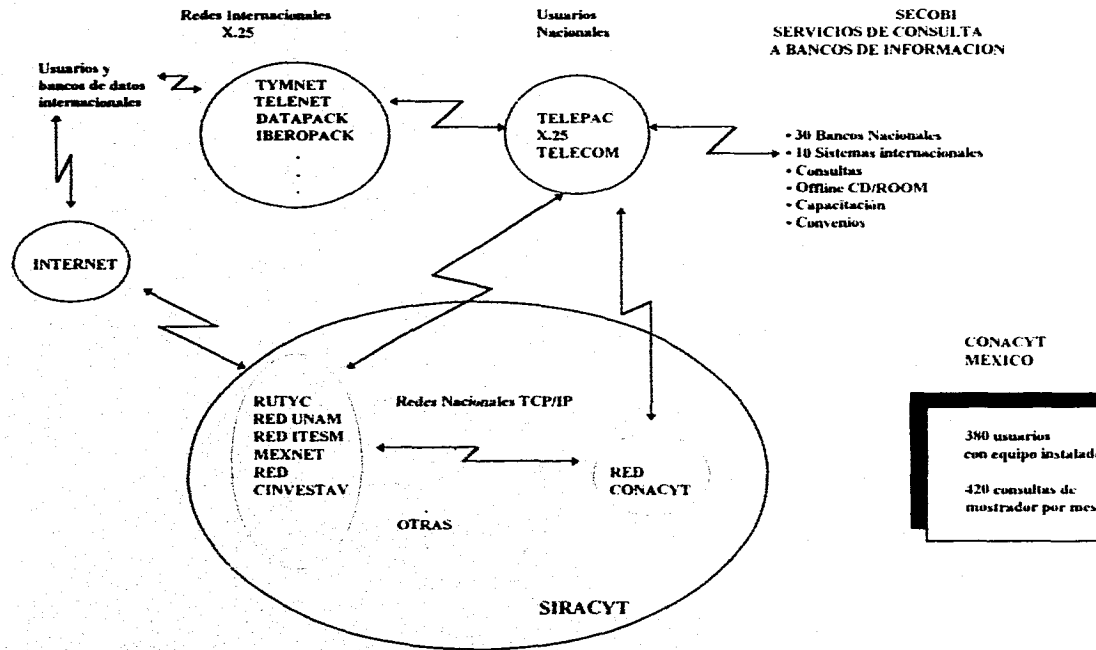 Redes Internacionales
X.25
Usuarios
Nacionales
SECOBI
SERVICIOS DE CONSULTA
A BANCOS DE INFORMACION
Usuarios y
bancos de datos
internacionales
TYMNET
TELENET
DATAPACK
IBEROPACK
TELEPAC
X.25
TELECOM
• 30 Bancos Nacionales
• 10 Sistemas internacionales
• Consultas
• Offline CD/ROOM
• Capacitación
• Convenios
INTERNET
CONACYT
MEXICO
380 usuarios
con equipo instalado
420 consultas de
mostrador por mes
RUTYC
RED UNAM
RED ITESM
MEXNET
RED
CINVESTAV
Redes Nacionales TCP/IP
RED
CONACYT
OTRAS
SIRACYT